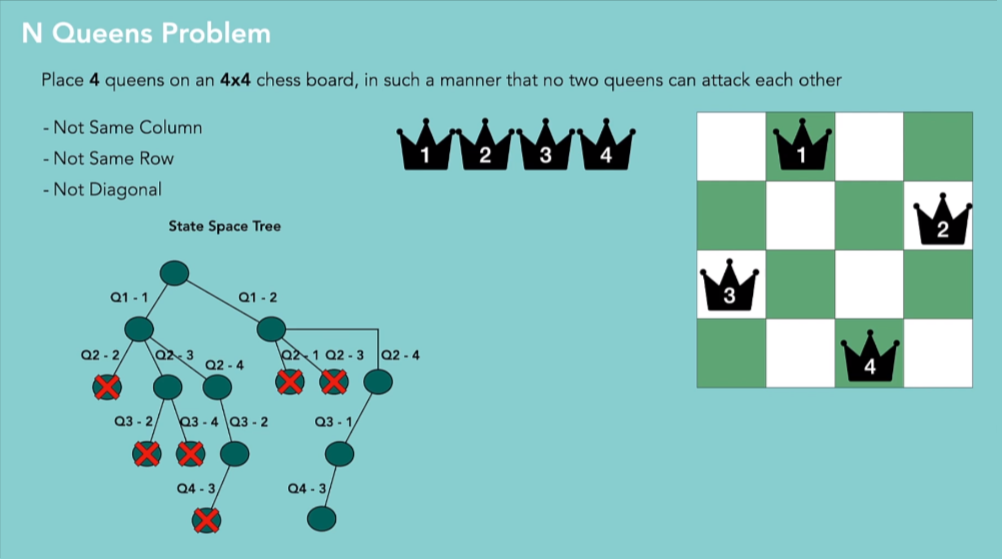 N Queens Problem
Place 4 queens on an 4x4 chess board, in such a manner that no two queens can attack each other
- Not Same Column
- Not Same Row
- Not Diagonal
1 2 3 4
1
2
3
4
State Space Tree
Q1 - 1 Q1 - 2
Q2 - 2 Q2 - 3 Q2 - 4 Q2 - 1 Q2 - 3 Q2 - 4
Q3 - 2 Q3 - 4 Q3 - 2 Q3 - 1
Q4 - 3 Q4 - 3